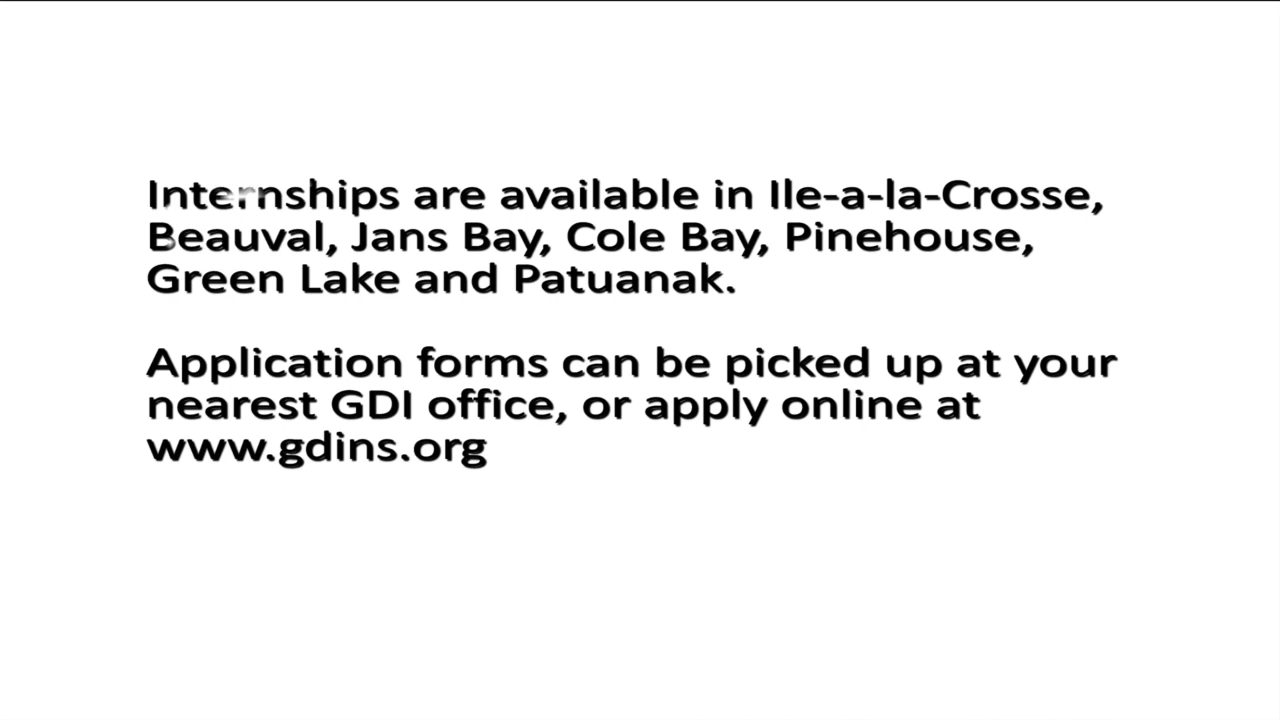 Internships are available in Ile-a-la-Crosse,
Beauval, Jans Bay, Cole Bay, Pinehouse,
Green Lake and Patuanak.
Application forms can be picked up at your
nearest GDI office, or apply online at
www.gdins.org